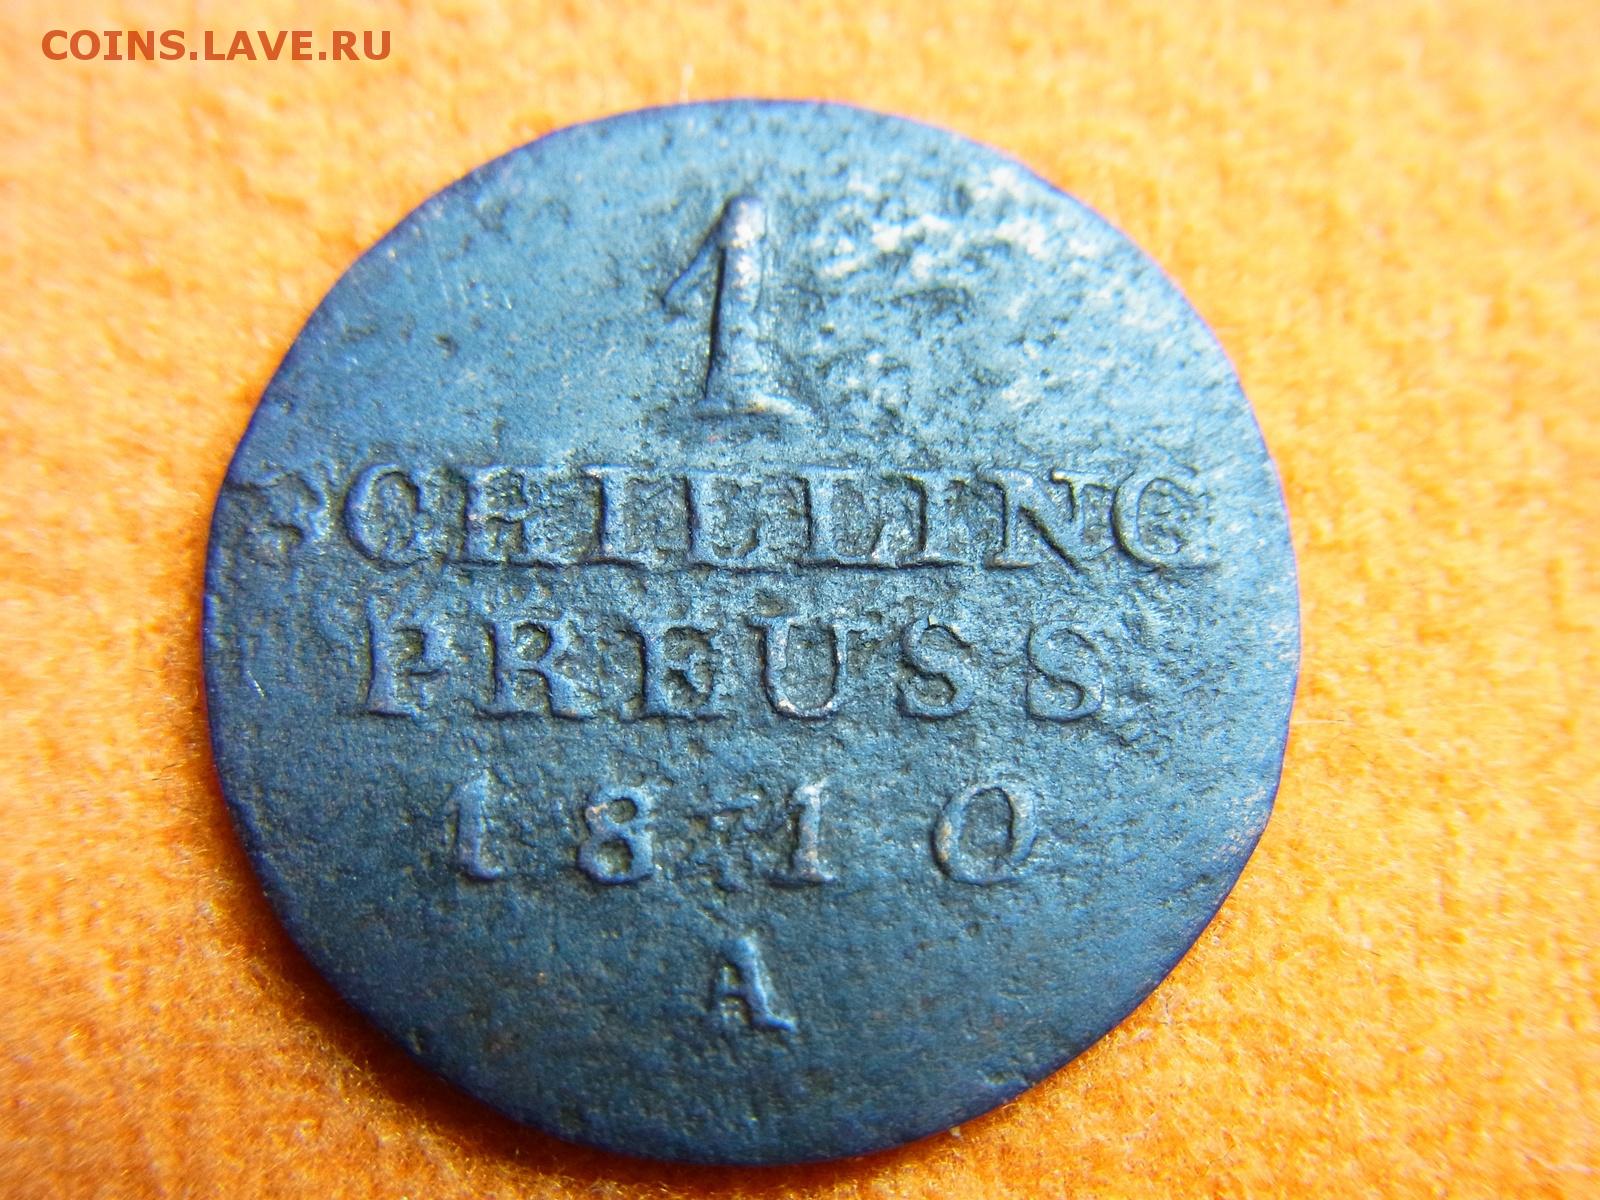 COINS.LAVE.RU
1
SCHILLING
PREUSS
1810
A